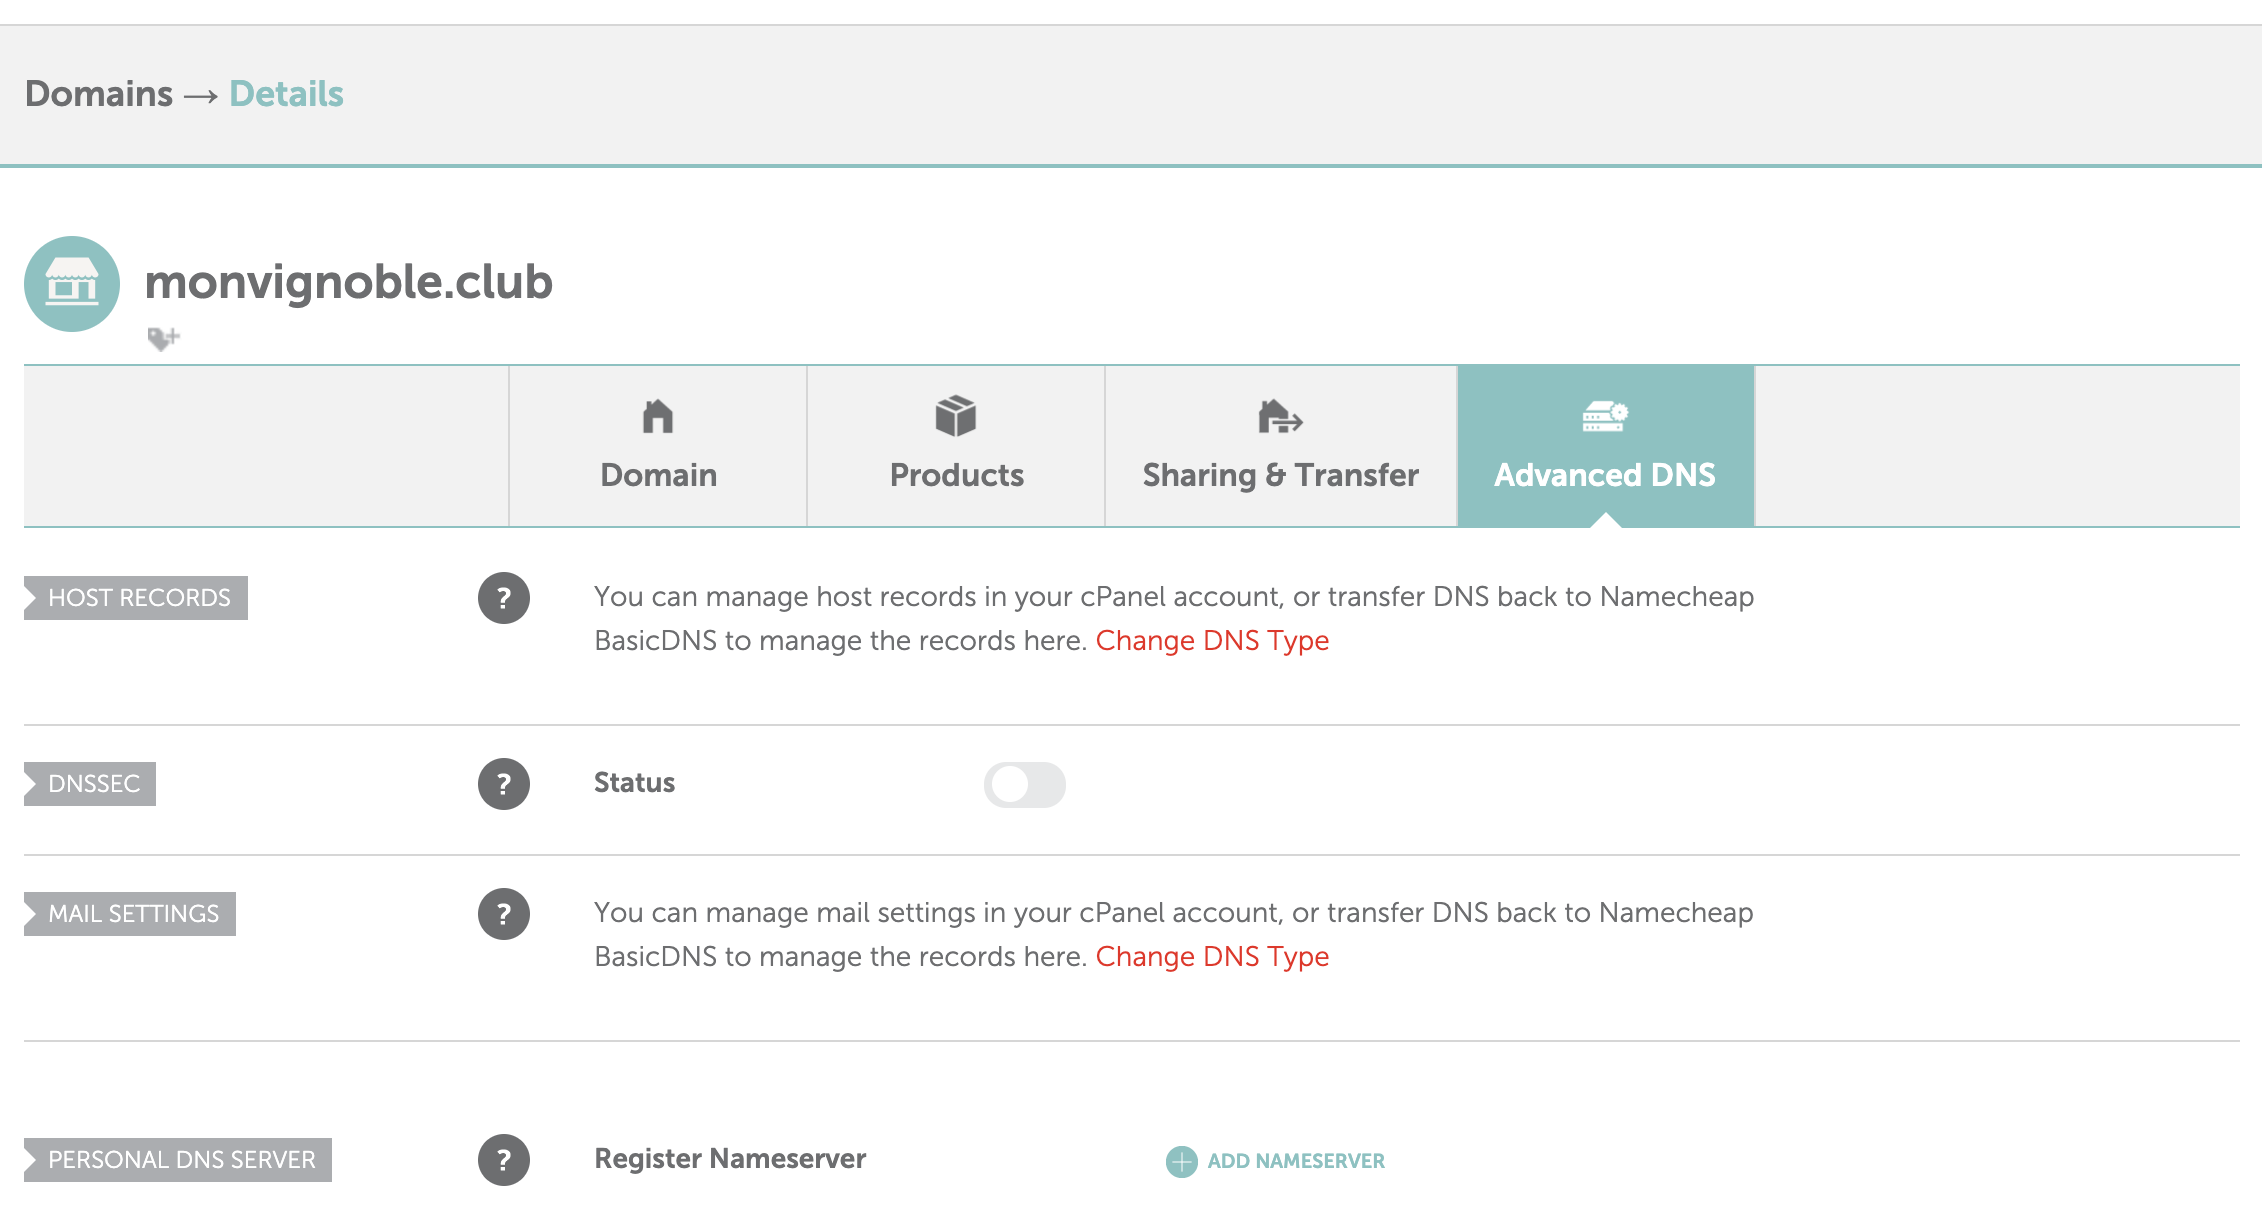 Domains → Details
monvignoble.club
Domain
Products
Sharing & Transfer
Advanced DNS
HOST RECORDS
?
You can manage host records in your cPanel account, or transfer DNS back to Namecheap
BasicDNS to manage the records here. Change DNS Type
DNSSEC
?
Status
MAIL SETTINGS
?
You can manage mail settings in your cPanel account, or transfer DNS back to Namecheap
BasicDNS to manage the records here. Change DNS Type
PERSONAL DNS SERVER
?
Register Nameserver
ADD NAMESERVER